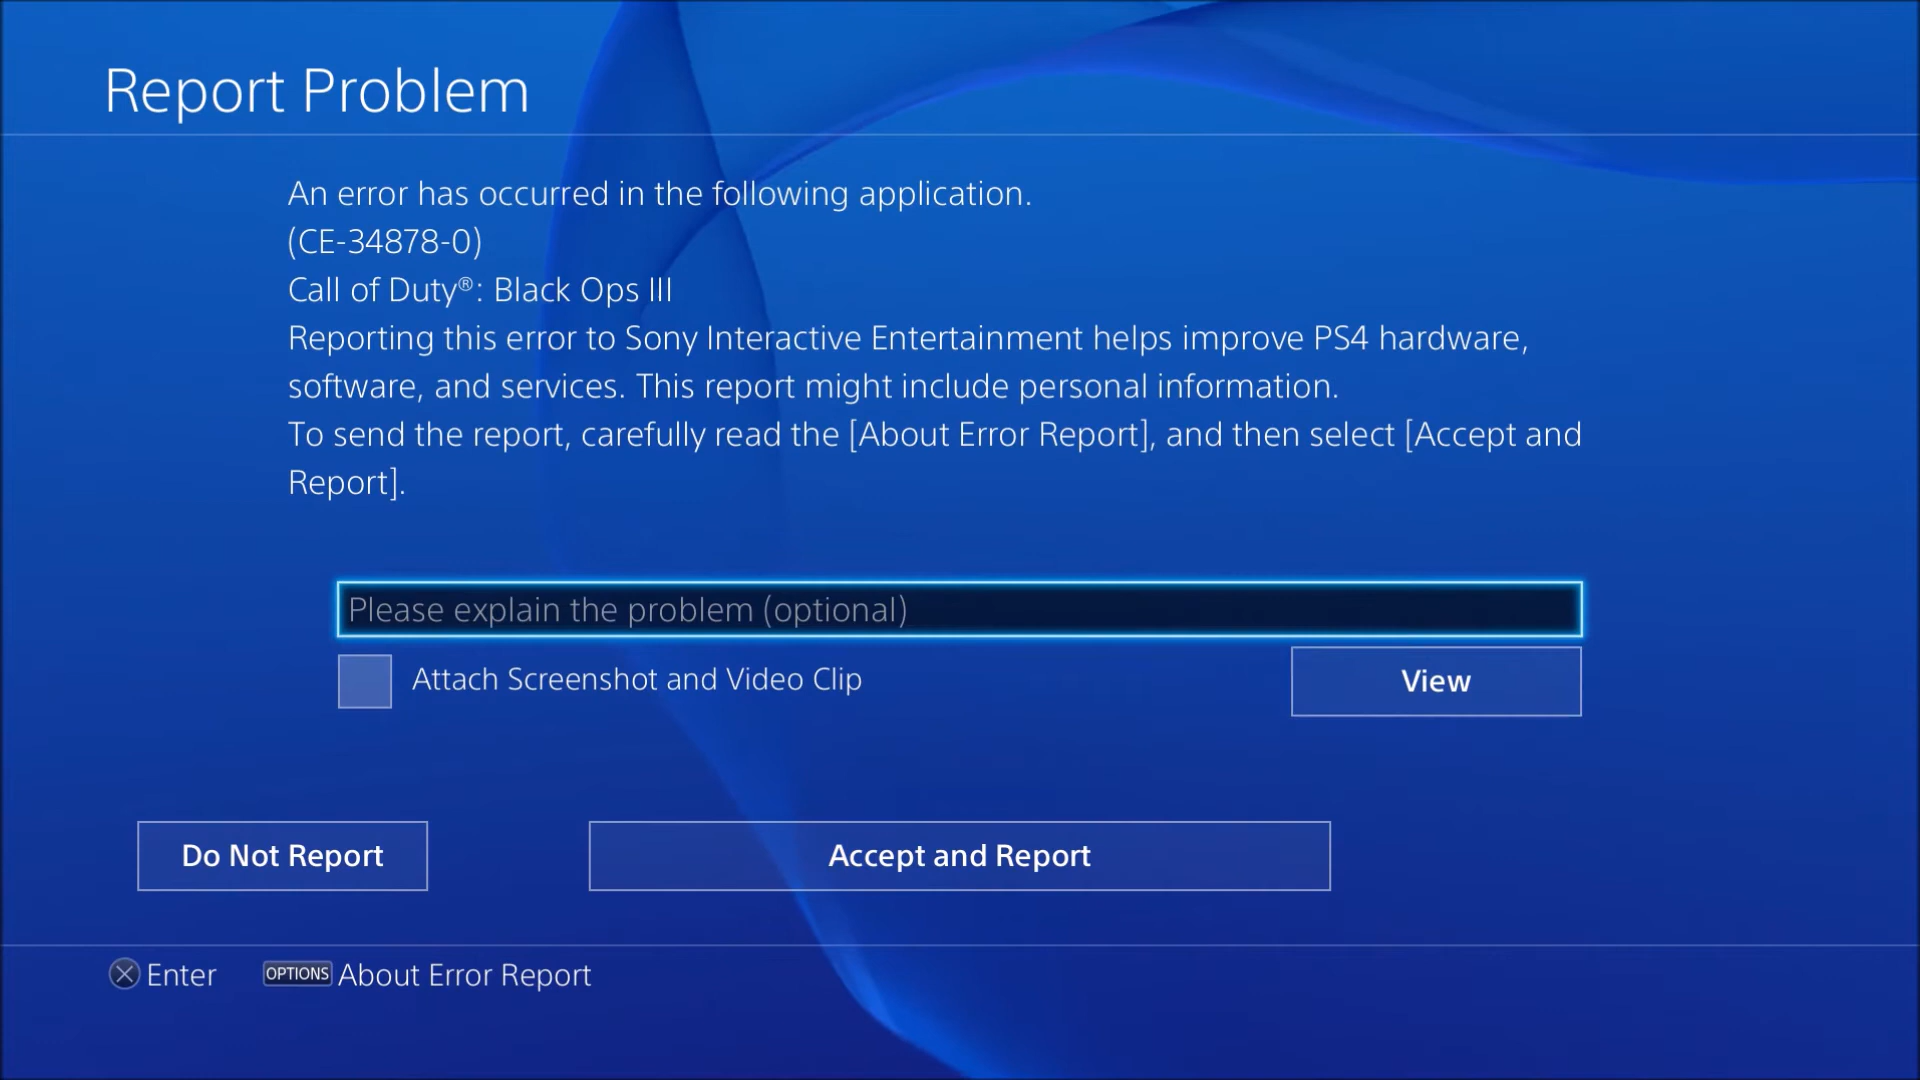 Report Problem
An error has occurred in the following application.
(CE-34878-0)
Call of Duty®: Black Ops III
Reporting this error to Sony Interactive Entertainment helps improve PS4 hardware,
software, and services. This report might include personal information.
To send the report, carefully read the [About Error Report], and then select [Accept and
Report].
Please explain the problem (optional)
Attach Screenshot and Video Clip
View
Do Not Report
Accept and Report
Enter
OPTIONS About Error Report